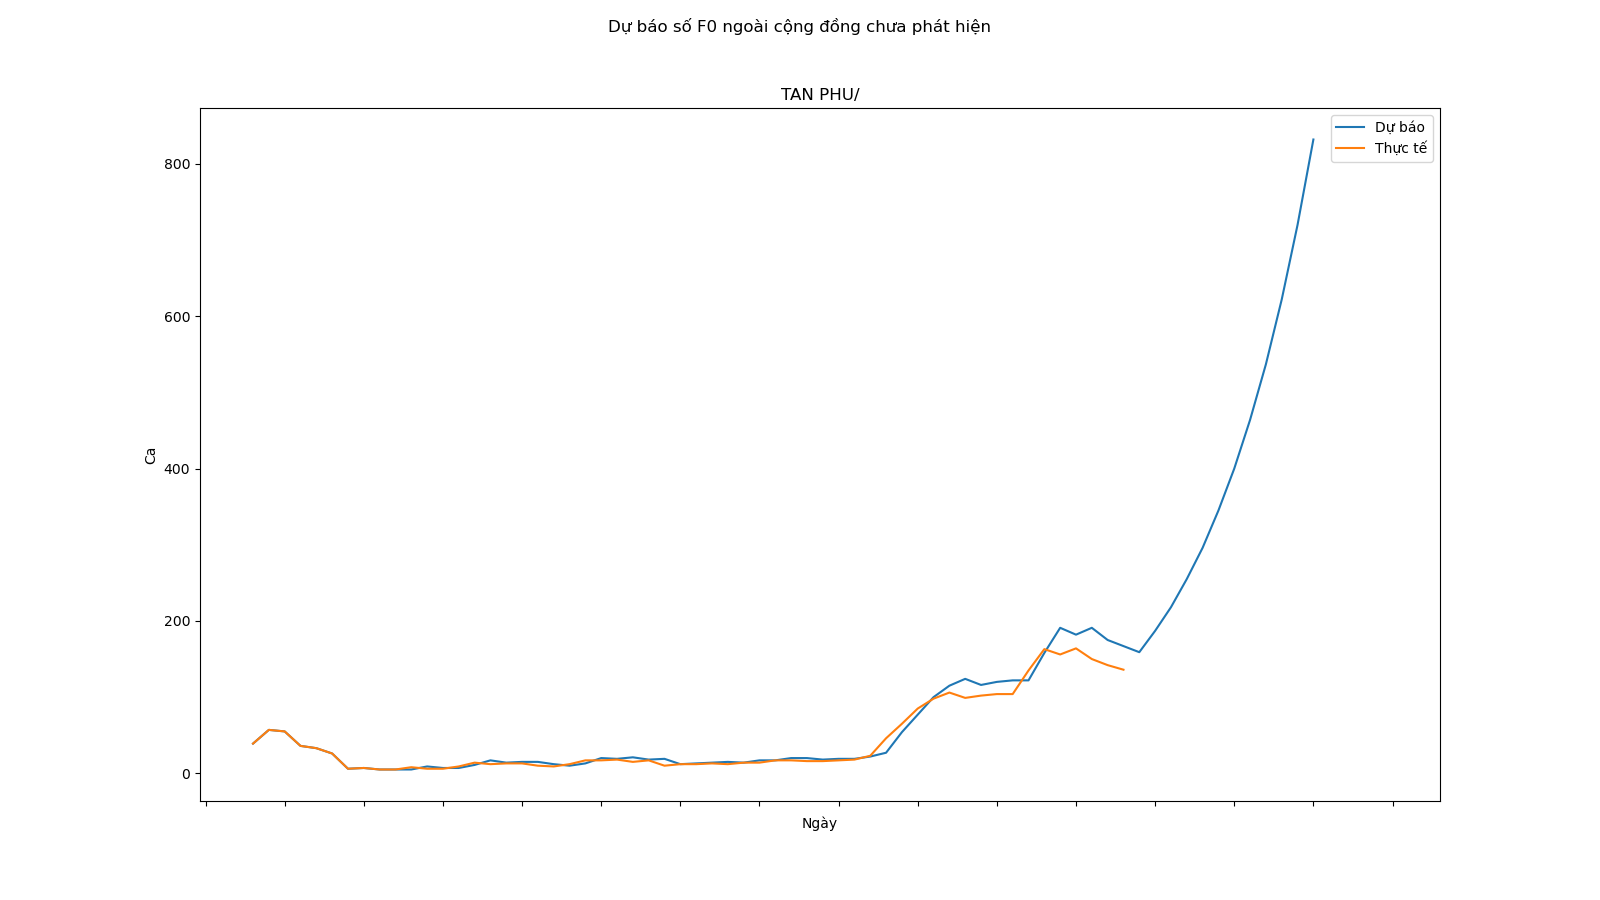 Dự báo số F0 ngoài cộng đồng chưa phát hiện
TAN PHU/
Dự báo
Thực tế
800
600
400
200
0
Ca
Ngày